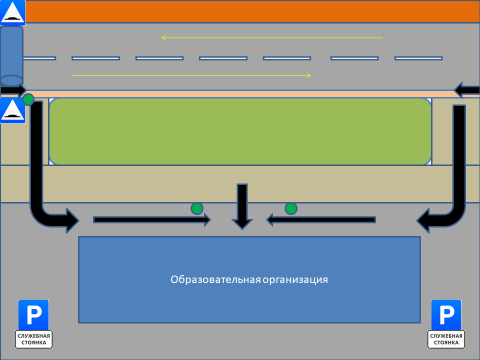 Образовательная организация
P
СЛУЖЕБНАЯ
СТОЯНКА
P
СЛУЖЕБНАЯ
СТОЯНКА